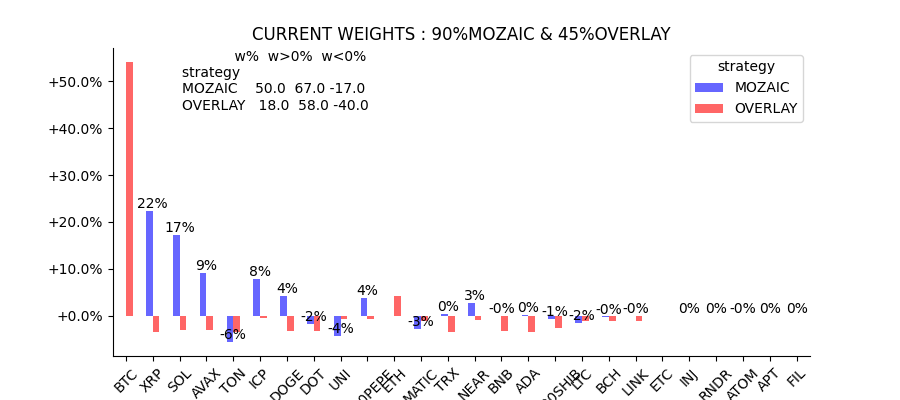 CURRENT WEIGHTS : 90%MOZAIC & 45%OVERLAY
w% w>0% w<0%
strategy
MOZAIC 50.0 67.0 -17.0
OVERLAY 18.0 58.0 -40.0
strategy
MOZAIC
OVERLAY
+50.0%
+40.0%
+30.0%
+20.0%
+10.0%
+0.0%
22%
17%
9%
-6%
8%
4%
-2%
-4%
4%
-3%
0%
3%
-0%
0%
-1%
-2%
-0%
-0%
0%
0%
-0%
0%
0%
BTC
XRP
SOL
AVAX
TON
ICP
DOGE
DOT
UNI
ETH
MATIC
TRX
NEAR
BNB
ADA
LTC
BCH
LINK
ETC
INJ
RNDR
ATOM
APT
FIL